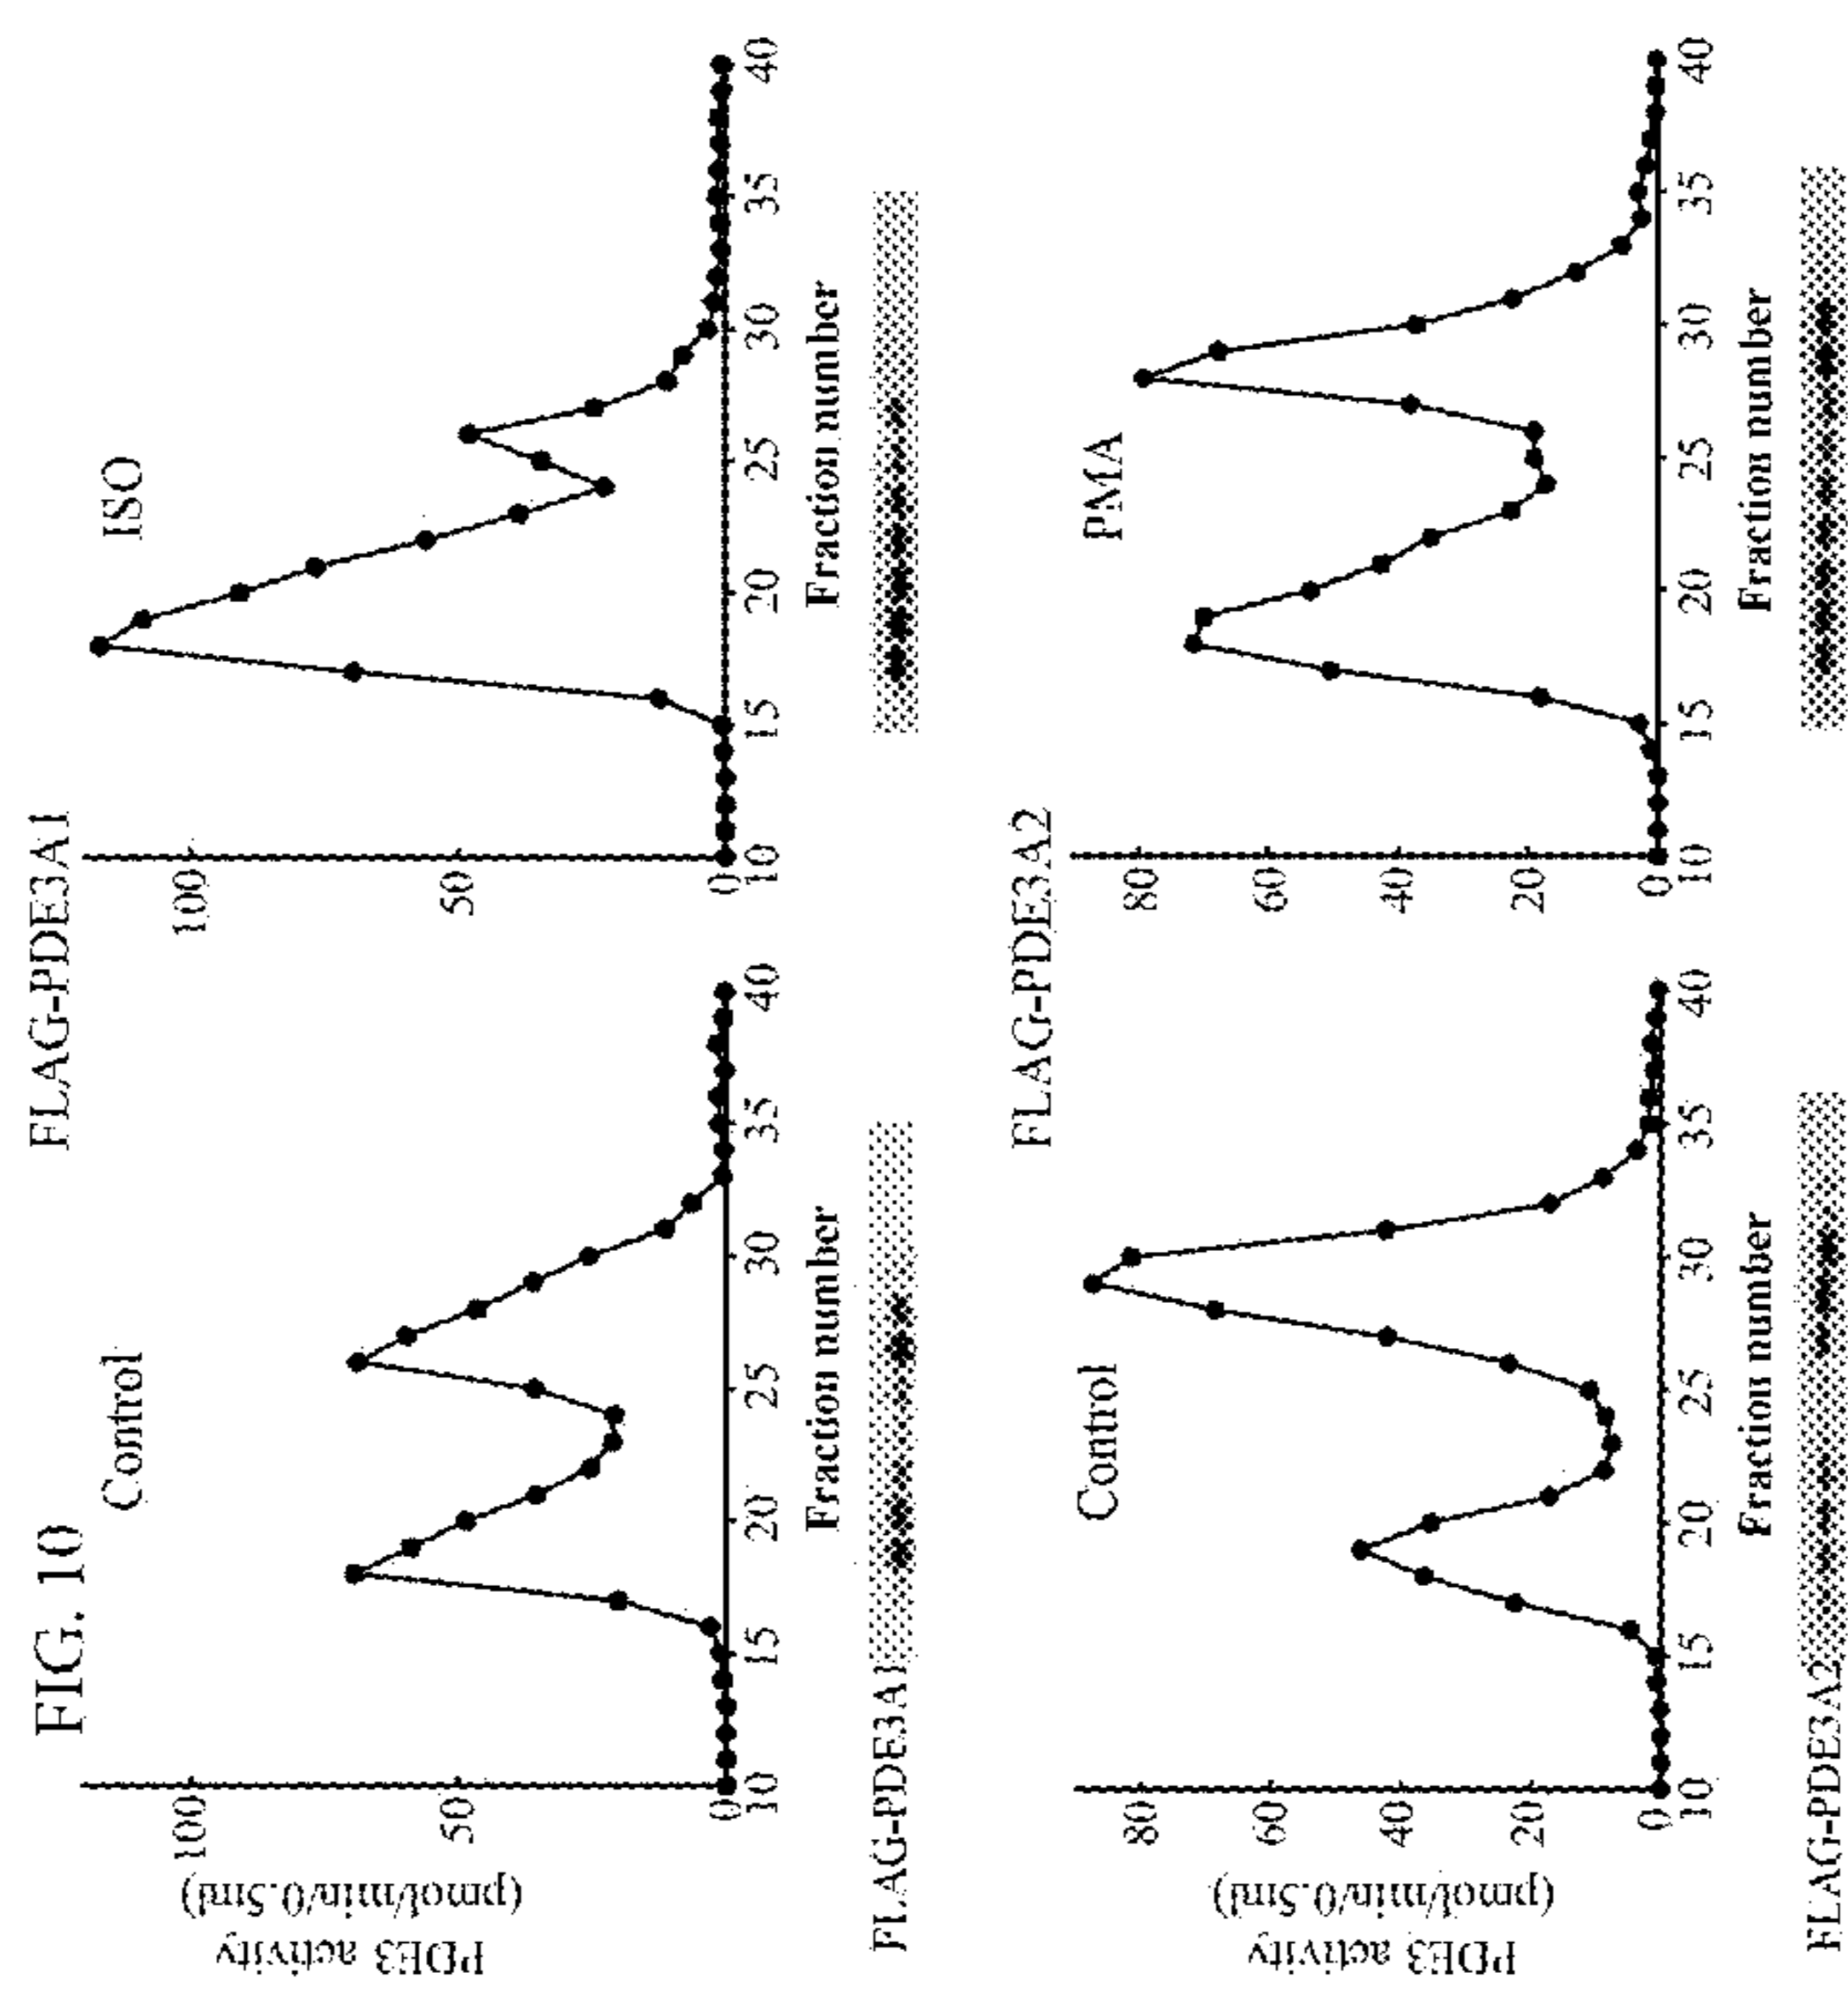 FIG. 10
FLAG-PDE3A1
Control
PDE3 activity
(pmol/min/0.5ml)
100
50
0
10 15 20 25 30 35 40
Fraction number
FLAG-PDE3A1
ISO
100
50
0
10 15 20 25 30 35 40
Fraction number
FLAG-PDE3A2
Control
PDE3 activity
(pmol/min/0.5ml)
80
60
40
20
0
10 15 20 25 30 35 40
Fraction number
FLAG-PDE3A2
PMA
80
60
40
20
0
10 15 20 25 30 35 40
Fraction number